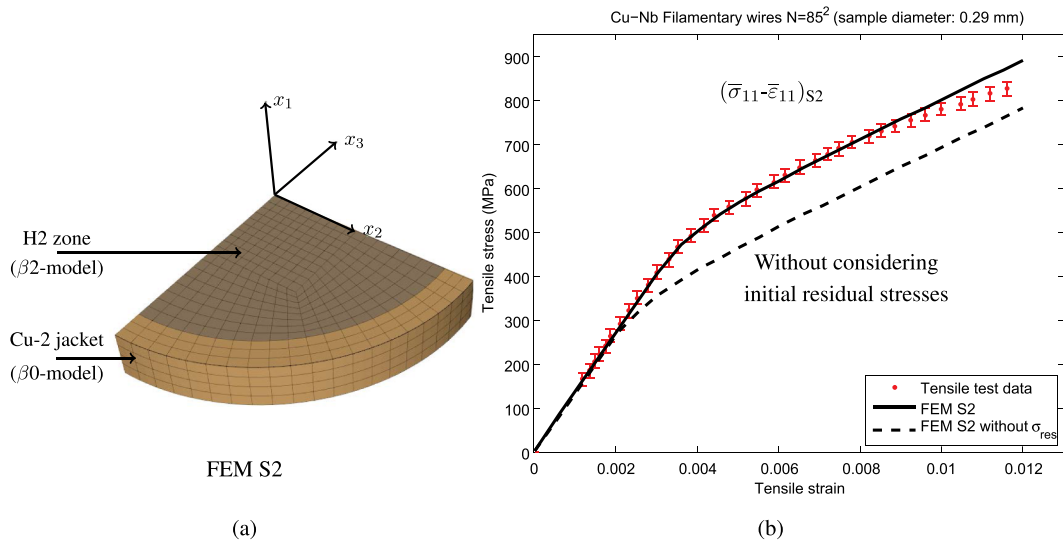 x₁
x₃
x₂
H2 zone
(β2-model)
Cu-2 jacket
(β0-model)
FEM S2
(a)
Cu−Nb Filamentary wires N=85² (sample diameter: 0.29 mm)
(σ̅₁₁-ε̅₁₁)S2
Tensile stress (MPa)
900
800
700
600
500
400
300
200
100
0
Without considering
initial residual stresses
Tensile test data
FEM S2
FEM S2 without σres
0
0.002
0.004
0.006
0.008
0.01
0.012
Tensile strain
(b)